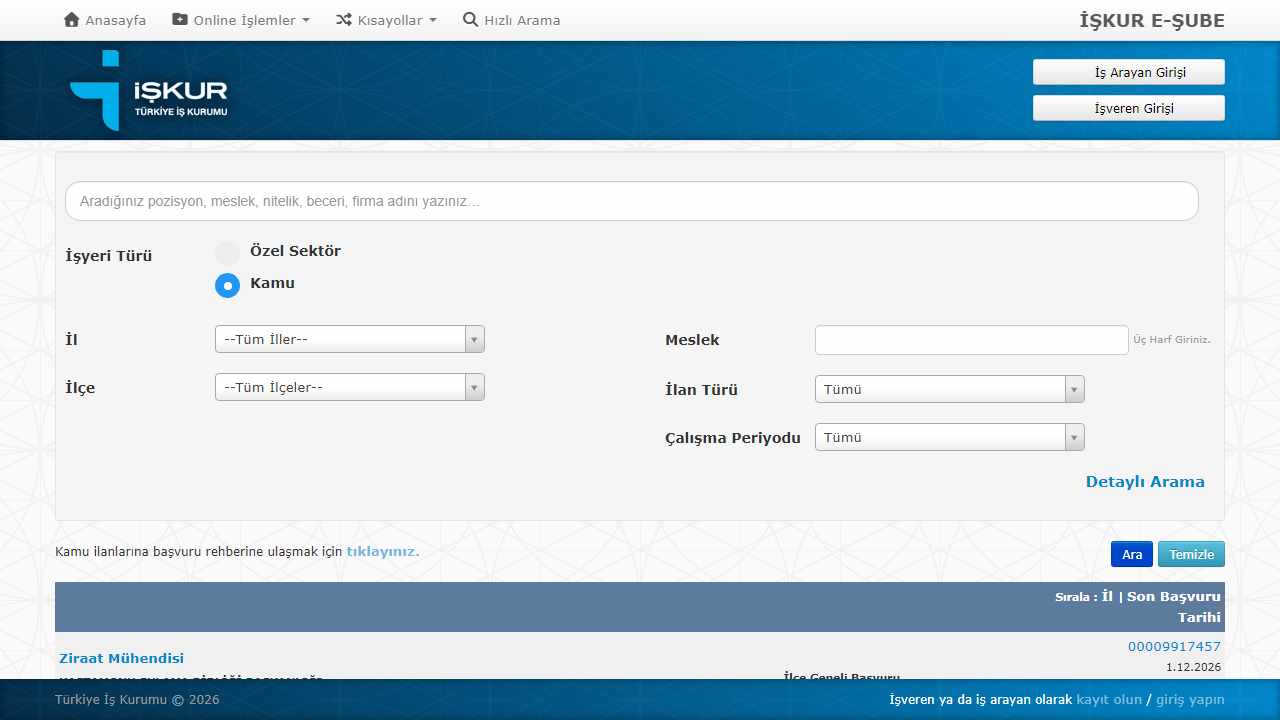 Anasayfa Online İşlemler Kısayollar Hızlı Arama İŞKUR E-ŞUBE
İŞKUR
TÜRKİYE İŞ KURUMU
İş Arayan Girişi
İşveren Girişi
Aradığınız pozisyon, meslek, nitelik, beceri, firma adını yazınız...
İşyeri Türü
Özel Sektör
Kamu
İl --Tüm İller-- Meslek Üç Harf Giriniz.
İlçe --Tüm İlçeler-- İlan Türü Tümü
Çalışma Periyodu Tümü
Detaylı Arama
Kamu ilanlarına başvuru rehberine ulaşmak için tıklayınız. Ara Temizle
Sırala : İl | Son Başvuru
Tarihi
Ziraat Mühendisi 00009917457
1.12.2026
İlçe Geneli Başvuru
Türkiye İş Kurumu © 2026 İşveren ya da iş arayan olarak kayıt olun / giriş yapın